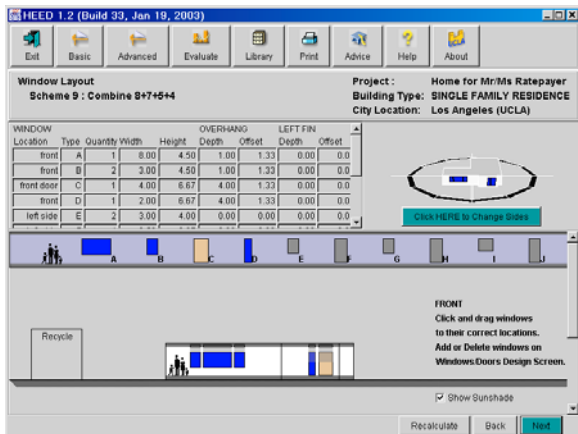 HEED 1.2 (Build 33, Jan 19, 2003)
Exit Basic Advanced Evaluate Library Print Advice Help About
Window Layout
Scheme 9 : Combine 8+7+5+4
Project : Home for Mr/Ms Ratepayer
Building Type: SINGLE FAMILY RESIDENCE
City Location: Los Angeles (UCLA)
WINDOW OVERHANG LEFT FIN
Location Type Quantity Width Height Depth Offset Depth Offset
front A 1 8.00 4.50 1.00 1.33 0.00 0.0
front B 2 3.00 4.50 1.00 1.33 0.00 0.0
front door C 1 4.00 6.67 4.00 1.33 0.00 0.0
front D 1 2.00 6.67 4.00 1.33 0.00 0.0
left side E 2 3.00 4.00 0.00 0.00 0.00 0.0
Click HERE to Change Sides
A B C D E F G H I J
Recycle
FRONT
Click and drag windows
to their correct locations.
Add or Delete windows on
Windows/Doors Design Screen.
Show Sunshade
Recalculate Back Next